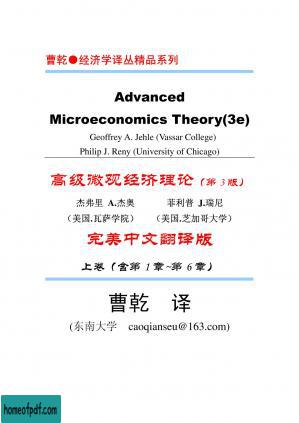 曹乾●经济学译丛精品系列
Advanced
Microeconomics Theory(3e)
Geoffrey A. Jehle (Vassar College)
Philip J. Reny (University of Chicago)
高级微观经济理论（第3版）
杰弗里 A.杰奥 菲利普 J.瑞尼
（美国.瓦萨学院） （美国.芝加哥大学）
完美中文翻译版
上卷（含第1章~第6章）
曹乾 译
(东南大学 caoqianseu@163.com)
homeofpdf.com